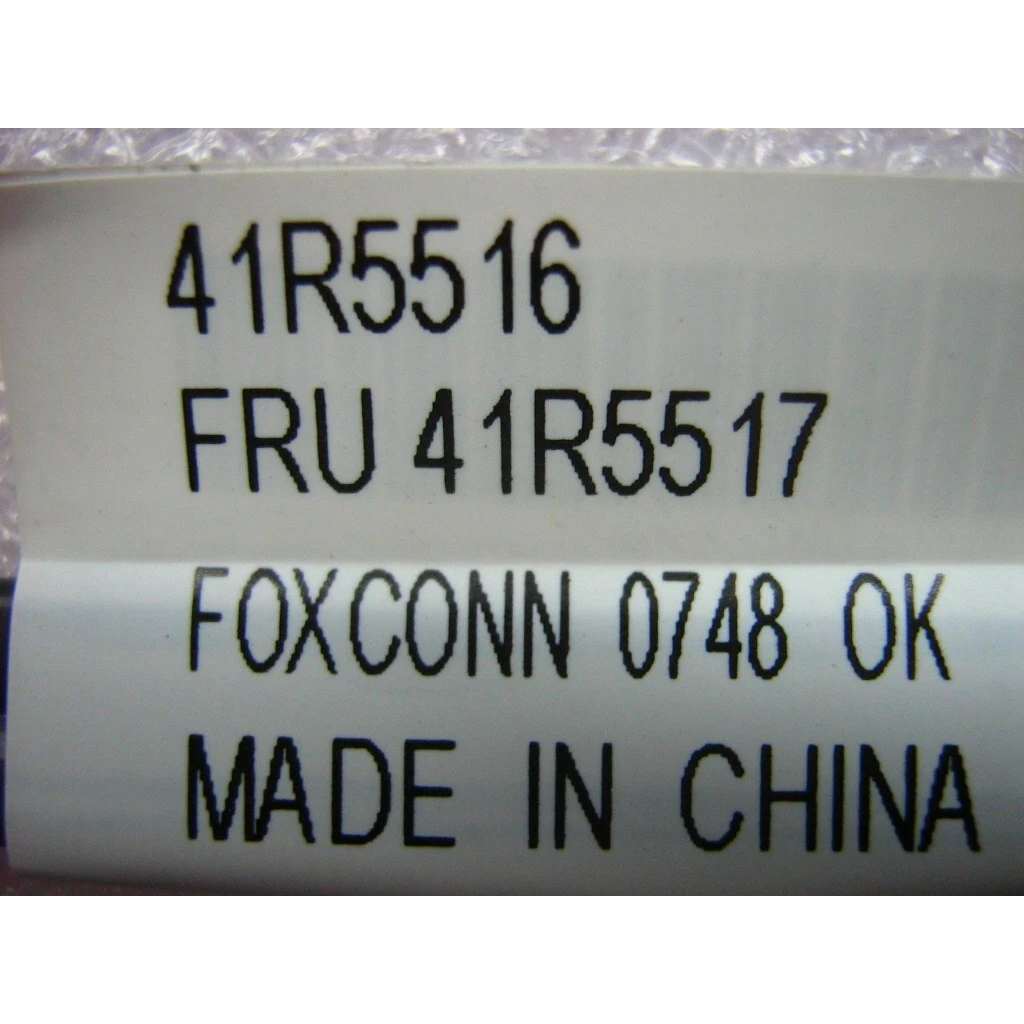 41R5516
FRU 41R5517
FOXCONN 0748 OK
MADE IN CHINA